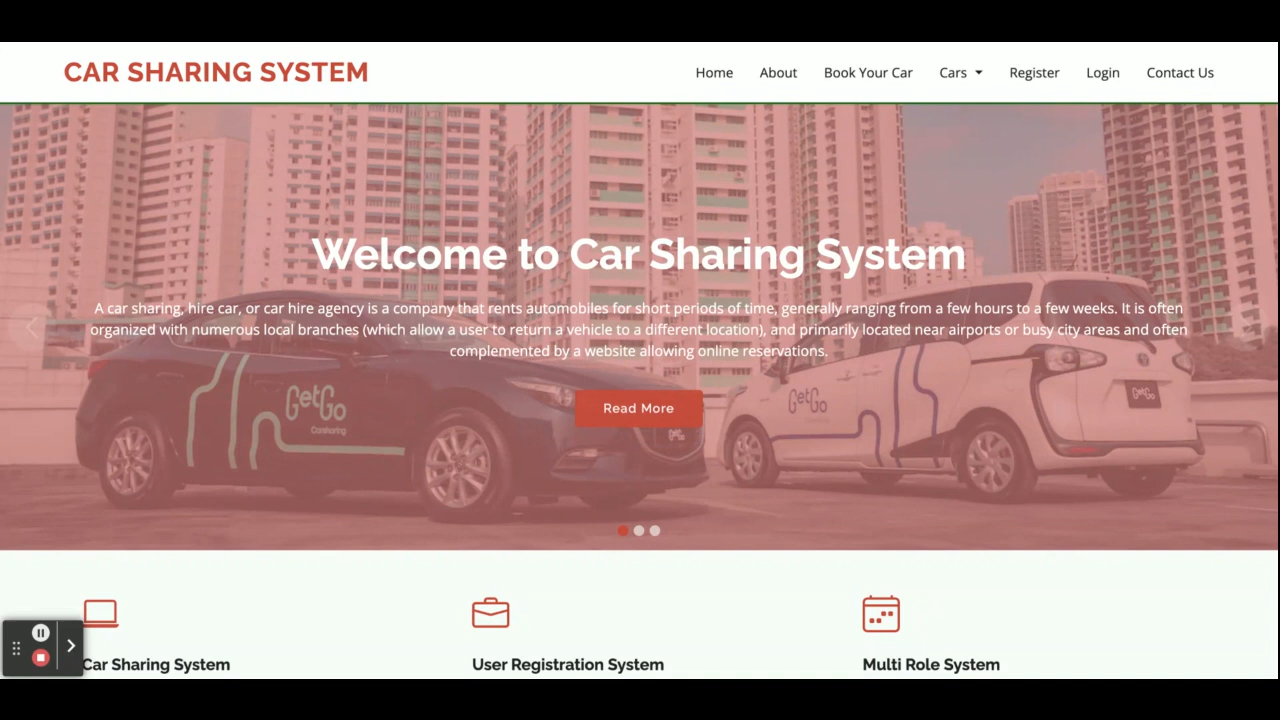 CAR SHARING SYSTEM
Home About Book Your Car Cars Register Login Contact Us
Welcome to Car Sharing System
A car sharing, hire car, or car hire agency is a company that rents automobiles for short periods of time, generally ranging from a few hours to a few weeks. It is often
organized with numerous local branches (which allow a user to return a vehicle to a different location), and primarily located near airports or busy city areas and often
complemented by a website allowing online reservations.
GetGo
Carsharing
GetGo
GetGo
Read More
Car Sharing System User Registration System Multi Role System